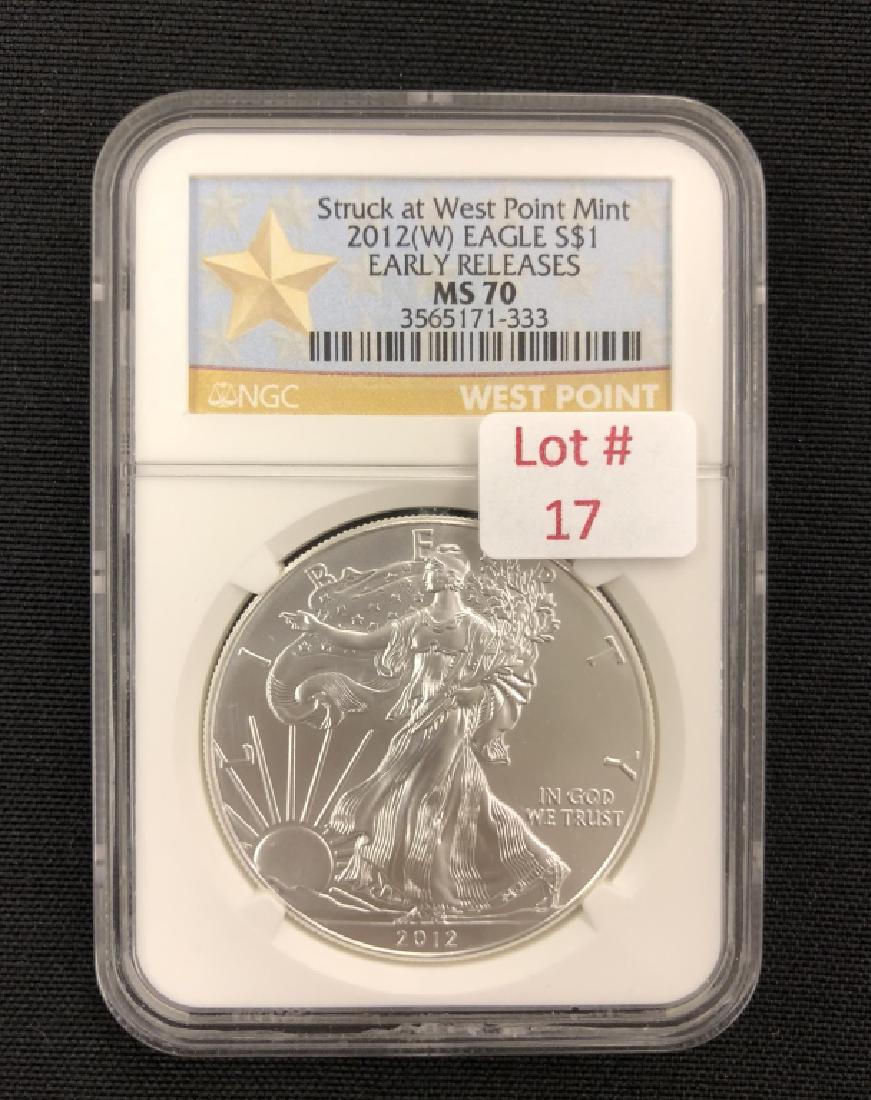 Struck at West Point Mint
2012(W) EAGLE S$1
EARLY RELEASES
MS 70
3565171-333
NGC
WEST POINT
Lot #
17
LIBERTY
IN GOD
WE TRUST
2012